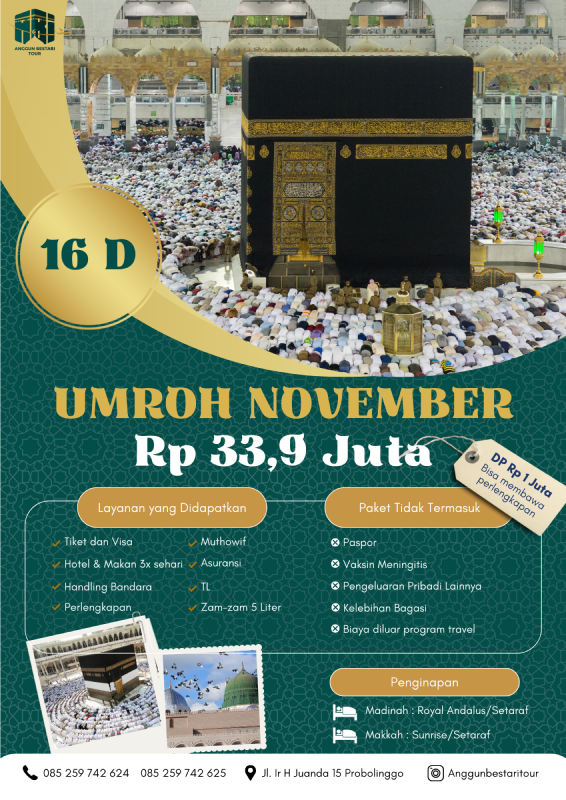 ANGGUN BESTARI
TOUR
16 D
UMROH NOVEMBER
Rp 33,9 Juta
DP Rp 1 Juta
Bisa membawa
perlengkapan
Layanan yang Didapatkan
Tiket dan Visa
Hotel & Makan 3x sehari
Handling Bandara
Perlengkapan
Muthowif
Asuransi
TL
Zam-zam 5 Liter
Paket Tidak Termasuk
Paspor
Vaksin Meningitis
Pengeluaran Pribadi Lainnya
Kelebihan Bagasi
Biaya diluar program travel
Penginapan
Madinah : Royal Andalus/Setaraf
Makkah : Sunrise/Setaraf
085 259 742 624 085 259 742 625
Jl. Ir H Juanda 15 Probolinggo
Anggunbestaritour